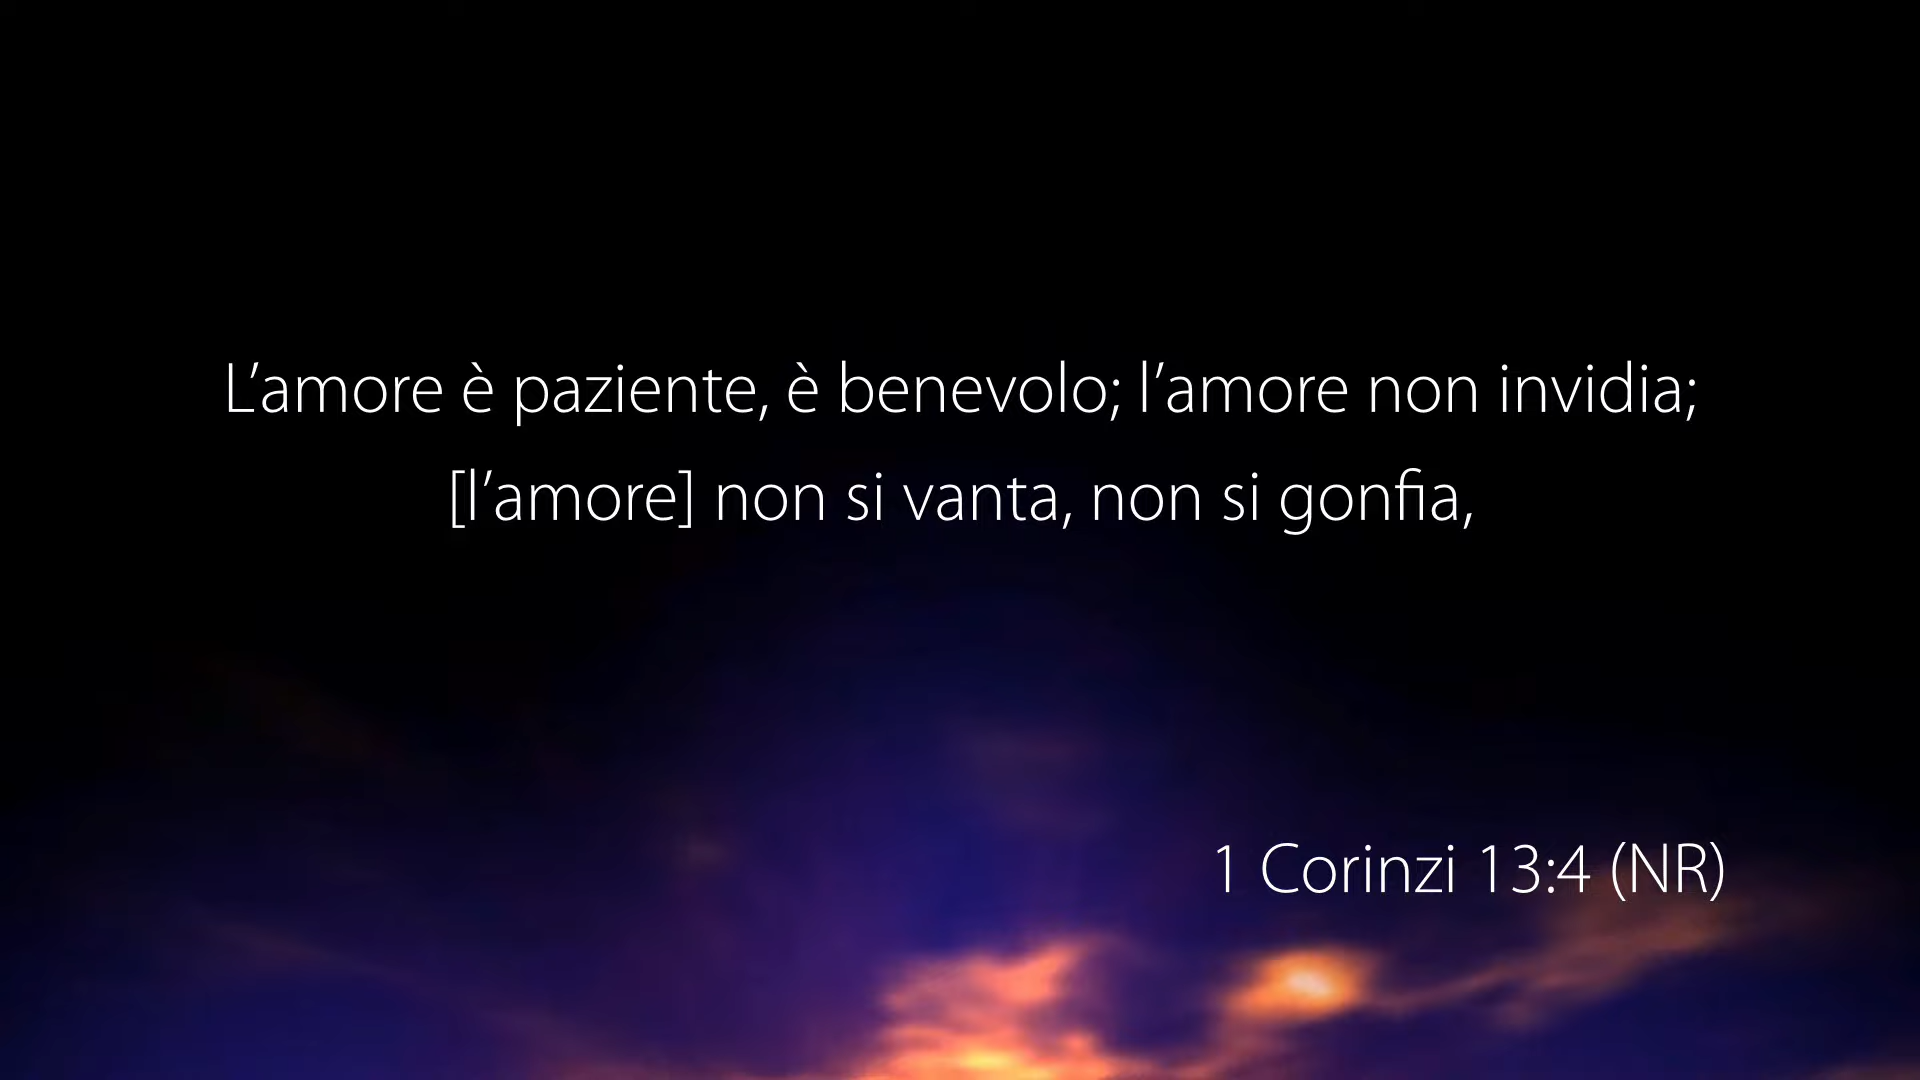 L’amore è paziente, è benevolo; l’amore non invidia;
[l’amore] non si vanta, non si gonfia,
1 Corinzi 13:4 (NR)